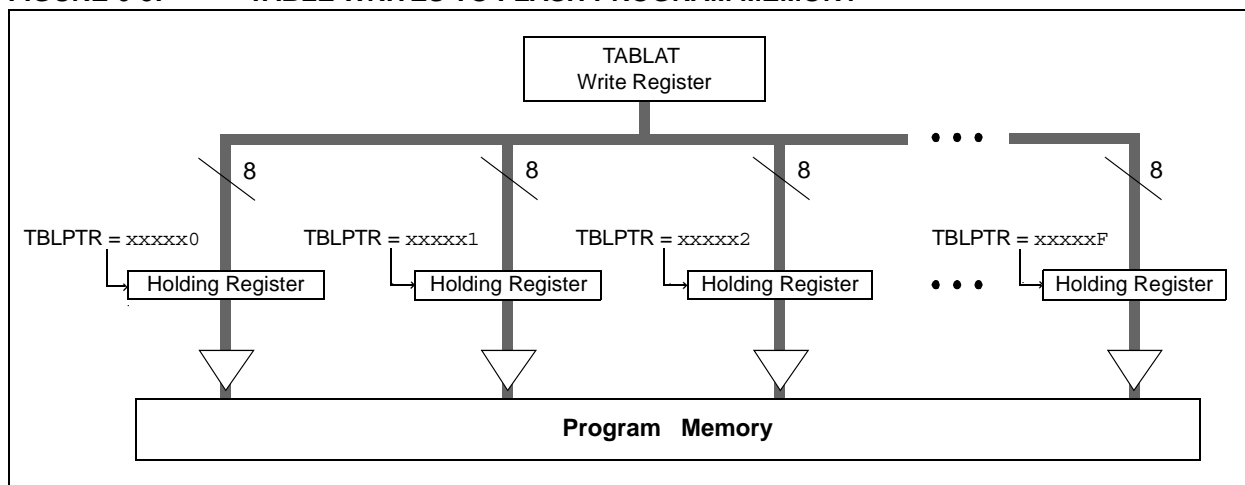 TABLAT
Write Register
8 8 8 8
TBLPTR = xxxxx0 TBLPTR = xxxxx1 TBLPTR = xxxxx2 TBLPTR = xxxxxF
Holding Register Holding Register Holding Register Holding Register
Program Memory